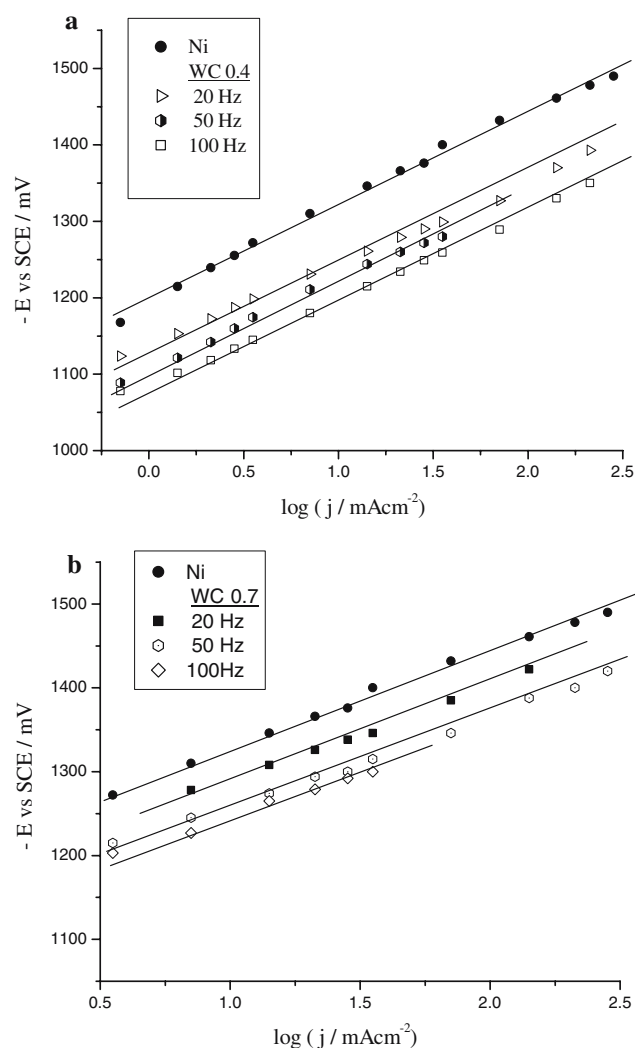 a
Ni
WC 0.4
20 Hz
50 Hz
100 Hz
1500
1400
1300
1200
1100
1000
- E vs SCE / mV
0.0 0.5 1.0 1.5 2.0 2.5
log ( j / mAcm-2)
b
Ni
WC 0.7
20 Hz
50 Hz
100Hz
1500
1400
1300
1200
1100
- E vs SCE / mV
0.5 1.0 1.5 2.0 2.5
log ( j / mAcm-2)